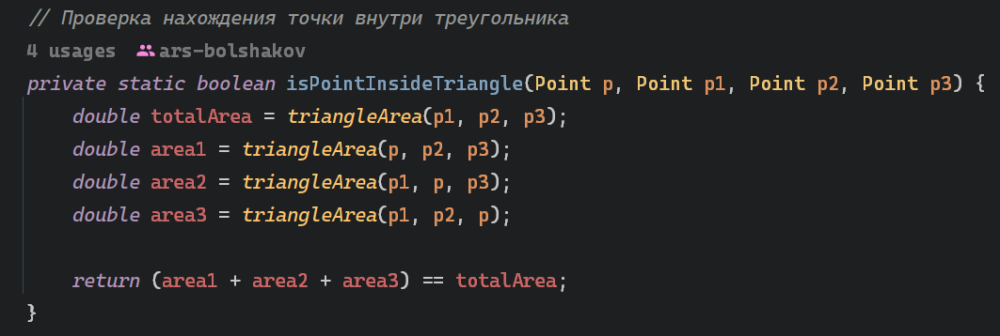 // Проверка нахождения точки внутри треугольника
4 usages ars-bolshakov
private static boolean isPointInsideTriangle(Point p, Point p1, Point p2, Point p3) {
    double totalArea = triangleArea(p1, p2, p3);
    double area1 = triangleArea(p, p2, p3);
    double area2 = triangleArea(p1, p, p3);
    double area3 = triangleArea(p1, p2, p);
    return (area1 + area2 + area3) == totalArea;
}